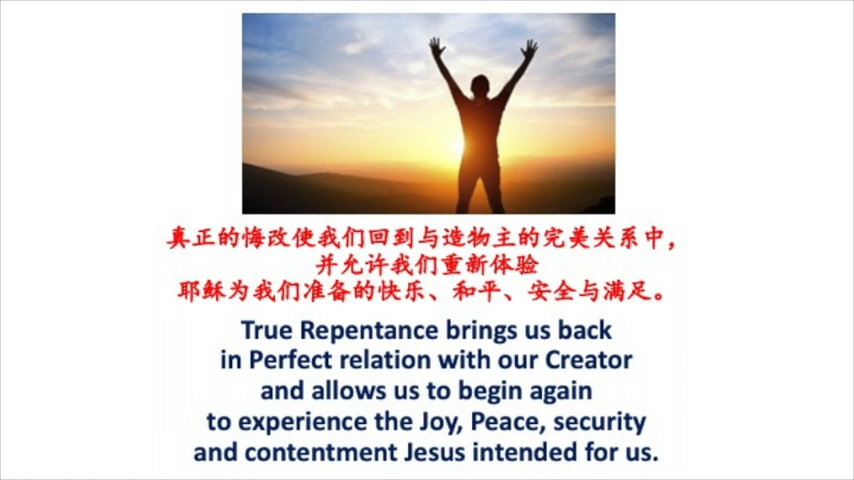 真正的悔改使我们回到与造物主的完美关系中，
并允许我们重新体验
耶稣为我们准备的快乐、和平、安全与满足。
True Repentance brings us back
in Perfect relation with our Creator
and allows us to begin again
to experience the Joy, Peace, security
and contentment Jesus intended for us.